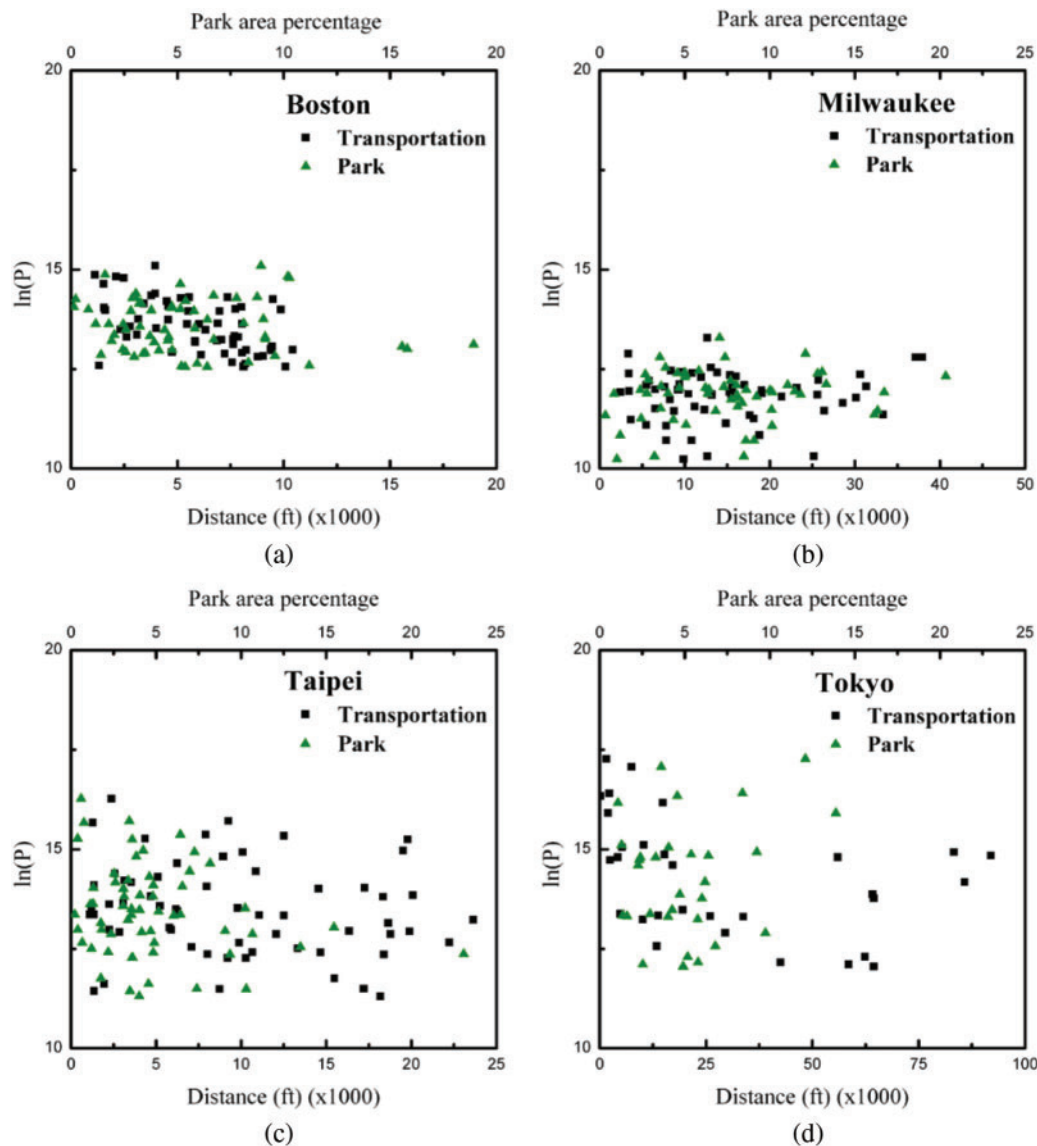 Park area percentage
0 5 10 15 20
20
Boston
Transportation
Park
15
ln(P)
10
0 5 10 15 20
Distance (ft) (x1000)
(a)
Park area percentage
0 5 10 15 20 25
20
Milwaukee
Transportation
Park
15
ln(P)
10
0 10 20 30 40 50
Distance (ft) (x1000)
(b)
Park area percentage
0 5 10 15 20 25
20
Taipei
Transportation
Park
15
ln(P)
10
0 5 10 15 20 25
Distance (ft) (x1000)
(c)
Park area percentage
0 5 10 15 20 25
20
Tokyo
Transportation
Park
15
ln(P)
10
0 25 50 75 100
Distance (ft) (x1000)
(d)